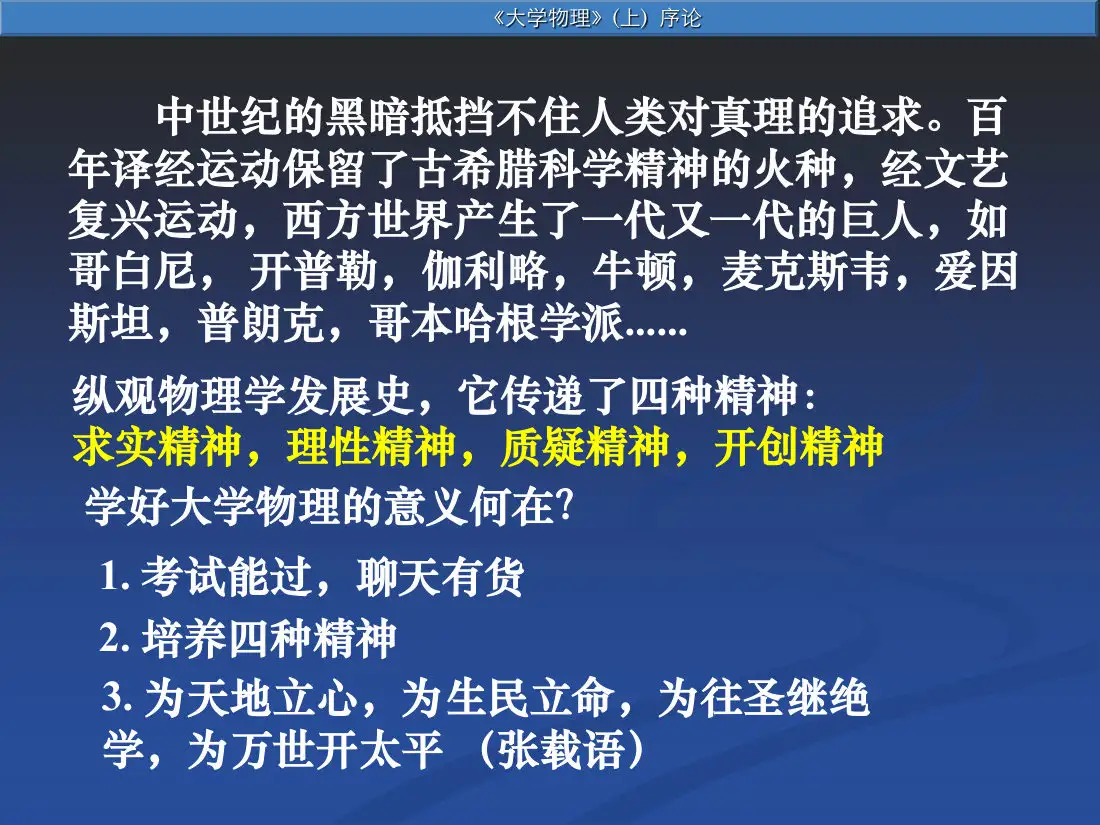 《大学物理》(上) 序论
中世纪的黑暗抵挡不住人类对真理的追求。百
年译经运动保留了古希腊科学精神的火种，经文艺
复兴运动，西方世界产生了一代又一代的巨人，如
哥白尼， 开普勒，伽利略，牛顿，麦克斯韦，爱因
斯坦，普朗克，哥本哈根学派......
纵观物理学发展史，它传递了四种精神：
求实精神，理性精神，质疑精神，开创精神
学好大学物理的意义何在？
1. 考试能过，聊天有货
2. 培养四种精神
3. 为天地立心，为生民立命，为往圣继绝
学，为万世开太平 （张载语）